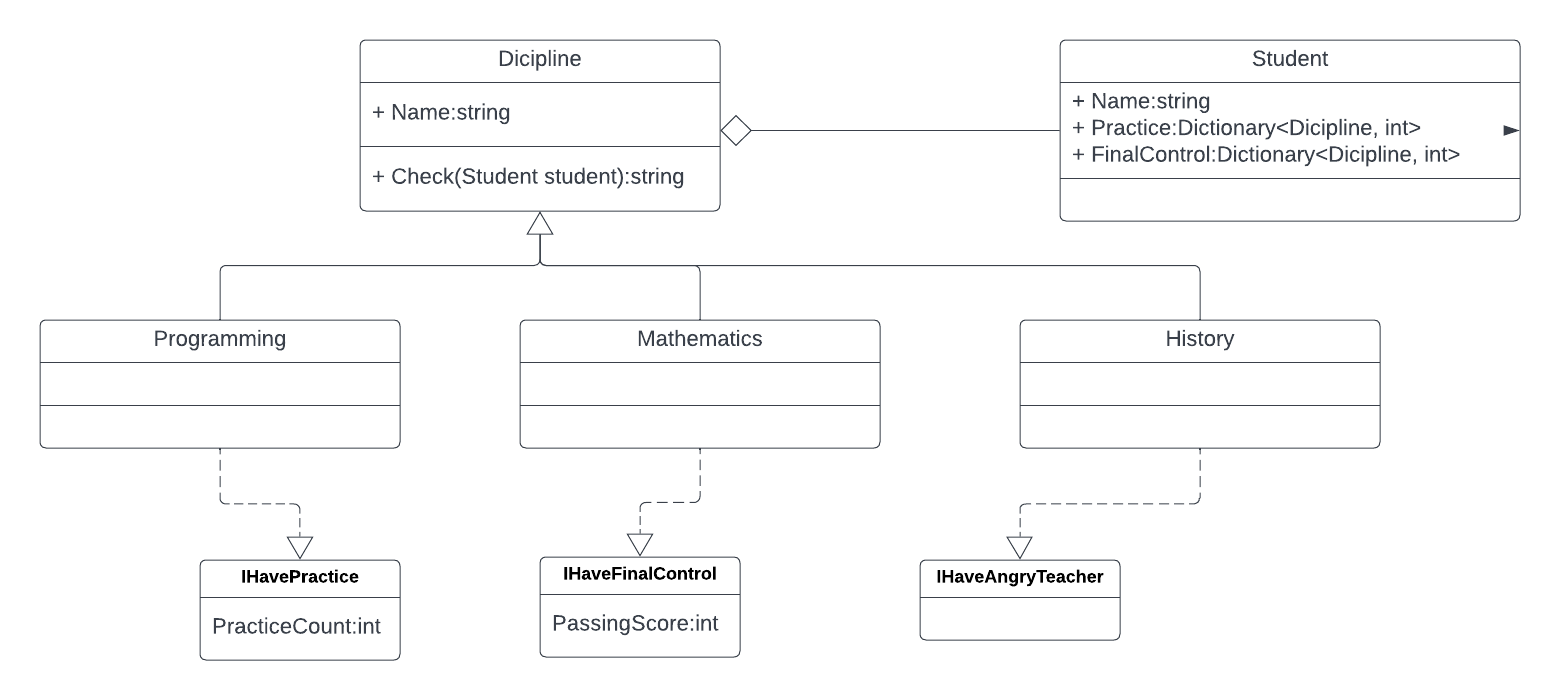 Dicipline
+ Name:string
+ Check(Student student):string
Student
+ Name:string
+ Practice:Dictionary<Dicipline, int>
+ FinalControl:Dictionary<Dicipline, int>
Programming
Mathematics
History
IHavePractice
PracticeCount:int
IHaveFinalControl
PassingScore:int
IHaveAngryTeacher